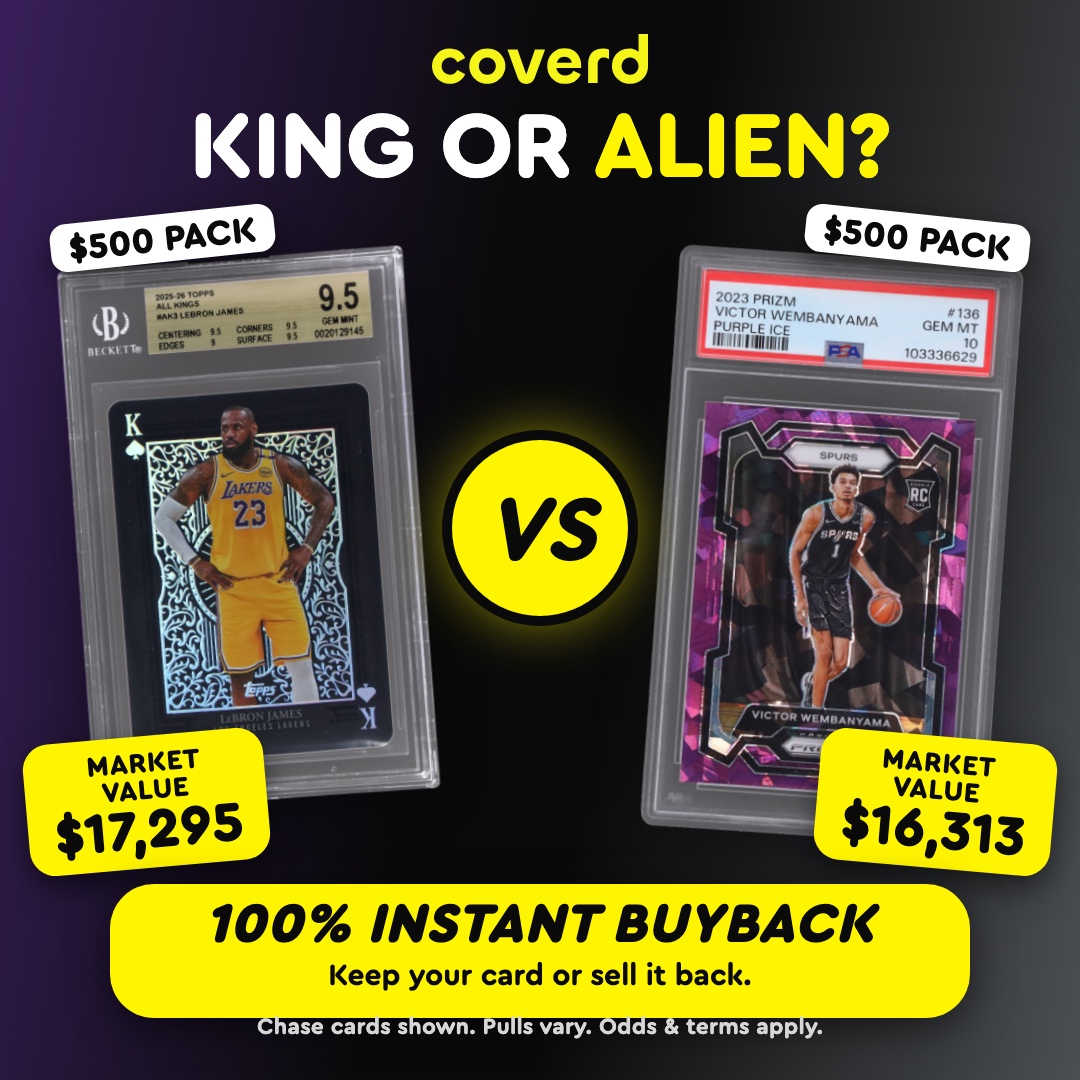 coverd
KING OR ALIEN?
$500 PACK
$500 PACK
BECKETT
2025-26 TOPPS
ALL KINGS
#AK3 LEBRON JAMES
CENTERING 9.5 CORNERS 9.5
EDGES 9 SURFACE 9.5
9.5
GEM MINT
0020129145
2023 PRIZM #136
VICTOR WEMBANYAMA GEM MT
PURPLE ICE 10
PSA 103336629
K
LAKERS
23
topps
LEBRON JAMES
LOS ANGELES LAKERS
K
VS
SPURS
RC
SPURS
1
VICTOR WEMBANYAMA
MARKET
VALUE
$17,295
MARKET
VALUE
$16,313
100% INSTANT BUYBACK
Keep your card or sell it back.
Chase cards shown. Pulls vary. Odds & terms apply.